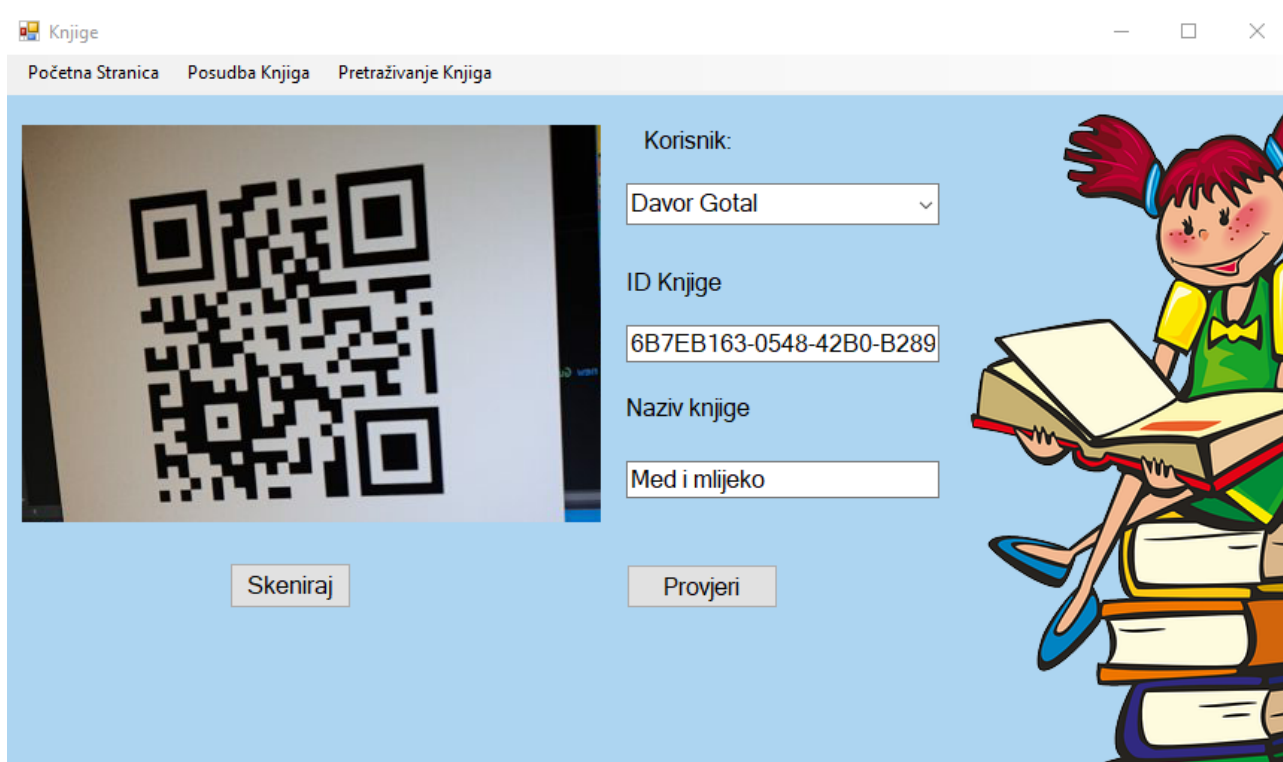 Knjige
Početna Stranica Posudba Knjiga Pretraživanje Knjiga
Korisnik:
Davor Gotal
ID Knjige
6B7EB163-0548-42B0-B289
Naziv knjige
Med i mlijeko
Skeniraj
Provjeri